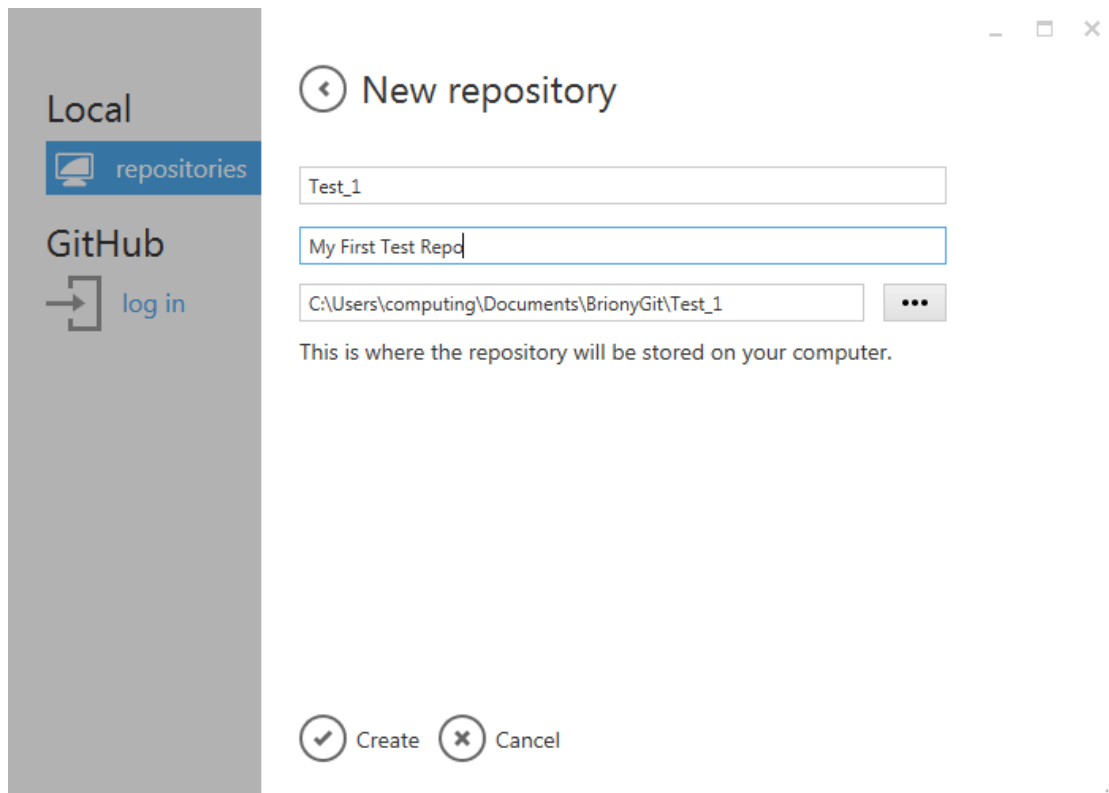 Local
repositories
GitHub
log in
New repository
Test_1
My First Test Repo
C:\Users\computing\Documents\BrionyGit\Test_1
This is where the repository will be stored on your computer.
Create
Cancel